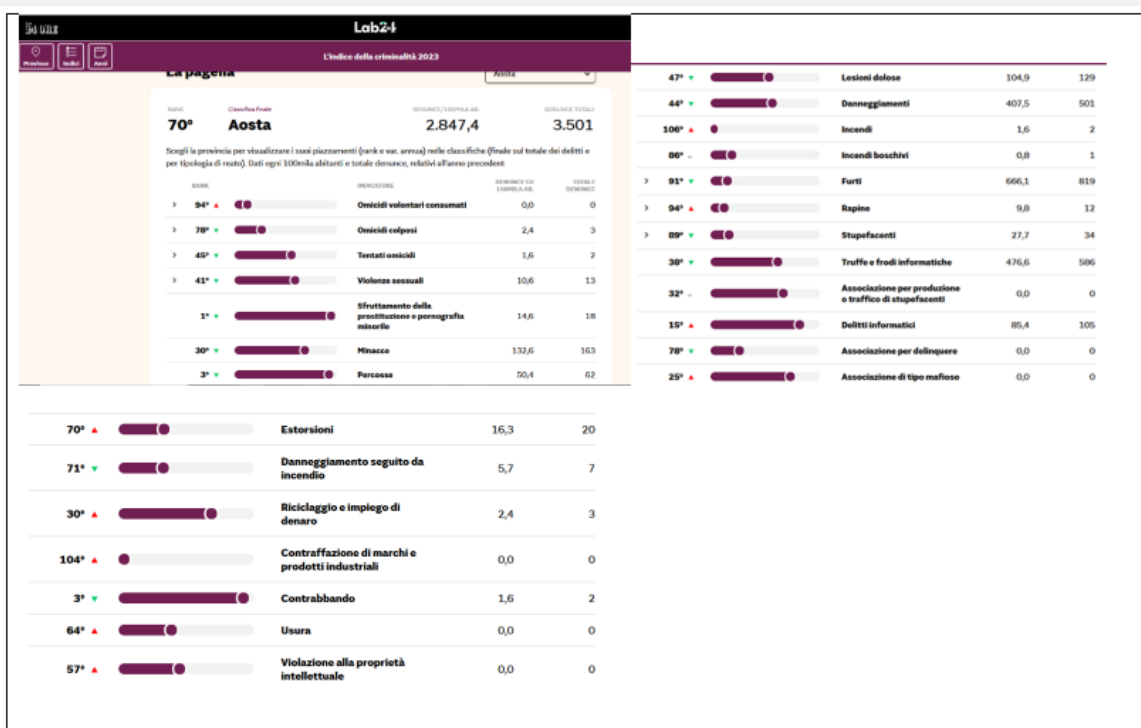 Lab24
Province
Indici
Anni
L'indice della criminalità 2023
La pagella
Aosta
RANK
Classifica finale
DENUNCE/100MILA AB.
DENUNCE TOTALI
70° Aosta 2.847,4 3.501
Scegli la provincia per visualizzare i suoi piazzamenti (rank e var. annua) nelle classifiche (finale sul totale dei delitti e
per tipologia di reato). Dati ogni 100mila abitanti e totale denunce, relativi all'anno precedent
RANK
INDICATORE
DENUNCE SU
100MILA AB.
TOTALE
DENUNCE
> 94° ▲ Omicidi volontari consumati 0,0 0
> 78° ▼ Omicidi colposi 2,4 3
> 45° ▼ Tentati omicidi 1,6 2
> 41° ▼ Violenze sessuali 10,6 13
Sfruttamento della
1° ▼ prostituzione e pornografia 14,6 18
minorile
30° ▼ Minacce 132,6 163
3° ▼ Percosse 50,4 62
47° ▼ Lesioni dolose 104,9 129
44° ▼ Danneggiamenti 407,5 501
106° ▲ Incendi 1,6 2
86° = Incendi boschivi 0,8 1
> 91° ▼ Furti 666,1 819
> 94° ▲ Rapine 9,8 12
> 89° ▼ Stupefacenti 27,7 34
38° ▼ Truffe e frodi informatiche 476,6 586
32° = Associazione per produzione 0,0 0
o traffico di stupefacenti
15° ▲ Delitti informatici 85,4 105
78° ▼ Associazione per delinquere 0,0 0
25° ▲ Associazione di tipo mafioso 0,0 0
70° ▲ Estorsioni 16,3 20
71° ▼ Danneggiamento seguito da 5,7 7
incendio
30° ▲ Riciclaggio e impiego di 2,4 3
denaro
104° ▲ Contraffazione di marchi e 0,0 0
prodotti industriali
3° ▼ Contrabbando 1,6 2
64° ▲ Usura 0,0 0
57° ▲ Violazione alla proprietà 0,0 0
intellettuale